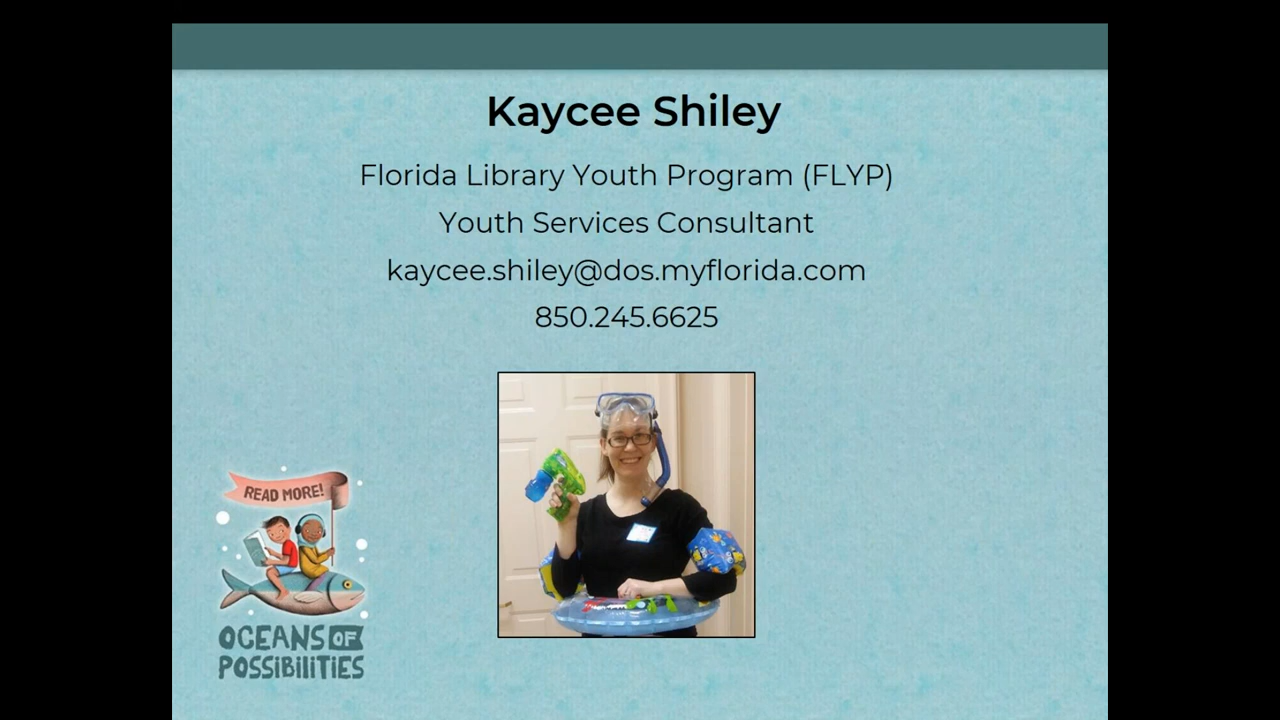 Kaycee Shiley
Florida Library Youth Program (FLYP)
Youth Services Consultant
kaycee.shiley@dos.myflorida.com
850.245.6625
READ MORE!
OCEANS OF
POSSIBILITIES